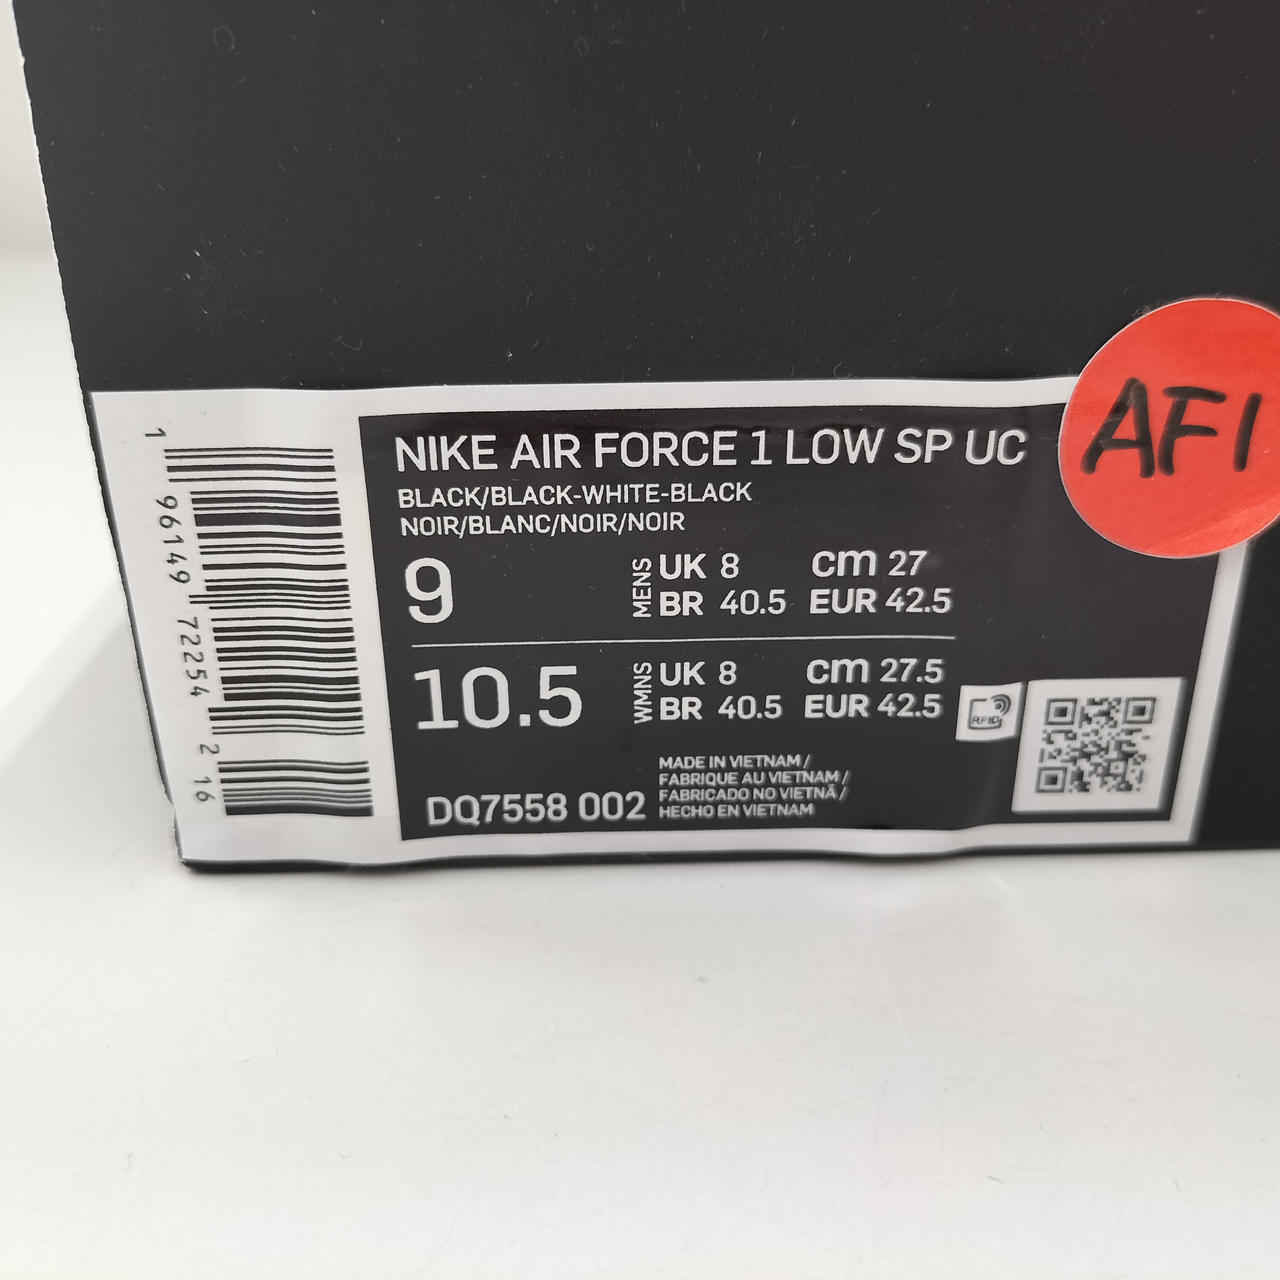 AF1
NIKE AIR FORCE 1 LOW SP UC
BLACK/BLACK-WHITE-BLACK
NOIR/BLANC/NOIR/NOIR
9 MENS UK 8 cm 27
BR 40.5 EUR 42.5
10.5 WMNS UK 8 cm 27.5
BR 40.5 EUR 42.5
RFID
MADE IN VIETNAM /
FABRIQUE AU VIETNAM /
FABRICADO NO VIETNÃ /
HECHO EN VIETNAM
DQ7558 002
1 96149 72254 2 16